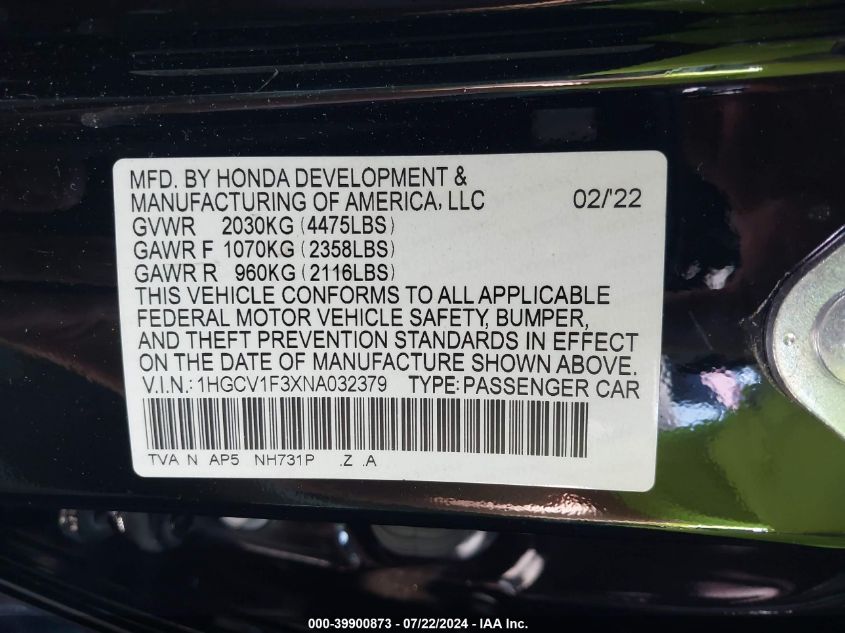 MFD. BY HONDA DEVELOPMENT &
MANUFACTURING OF AMERICA, LLC 02/'22
GVWR 2030KG (4475LBS)
GAWR F 1070KG (2358LBS)
GAWR R 960KG (2116LBS)
THIS VEHICLE CONFORMS TO ALL APPLICABLE
FEDERAL MOTOR VEHICLE SAFETY, BUMPER,
AND THEFT PREVENTION STANDARDS IN EFFECT
ON THE DATE OF MANUFACTURE SHOWN ABOVE.
V.I.N.: 1HGCV1F3XNA032379 TYPE: PASSENGER CAR
TVA N AP5 NH731P .Z .A
000-39900873 - 07/22/2024 - IAA Inc.